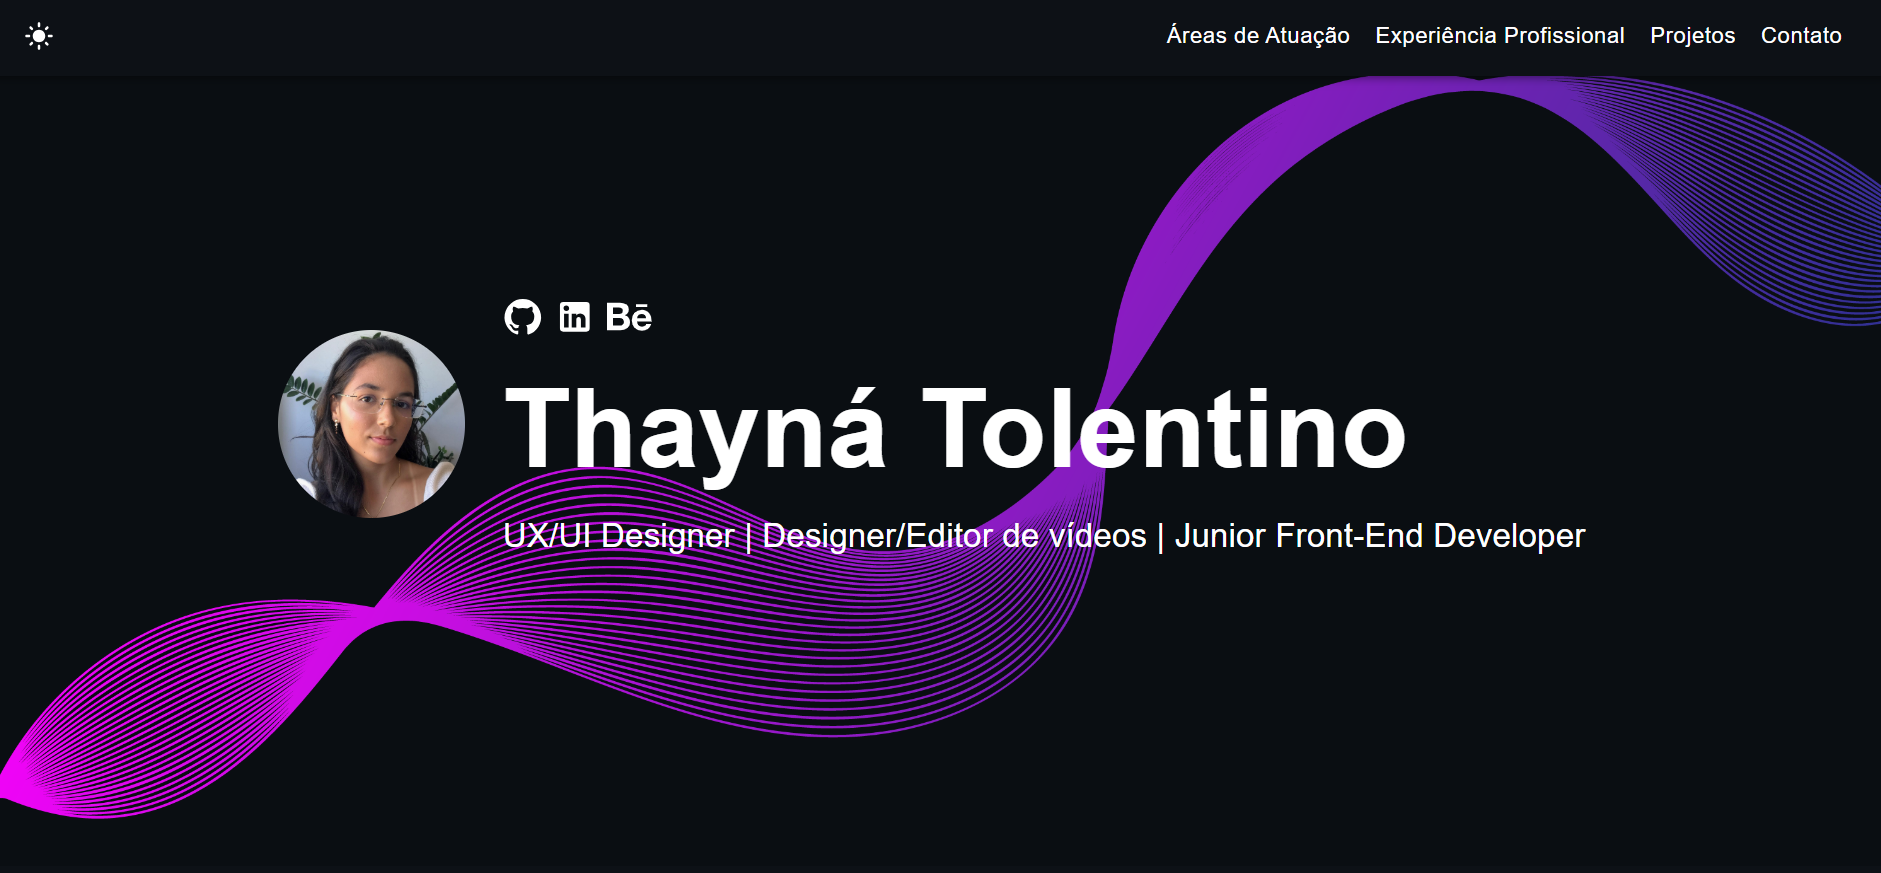 Áreas de Atuação Experiência Profissional Projetos Contato
in Bē
Thayná Tolentino
UX/UI Designer | Designer/Editor de vídeos | Junior Front-End Developer